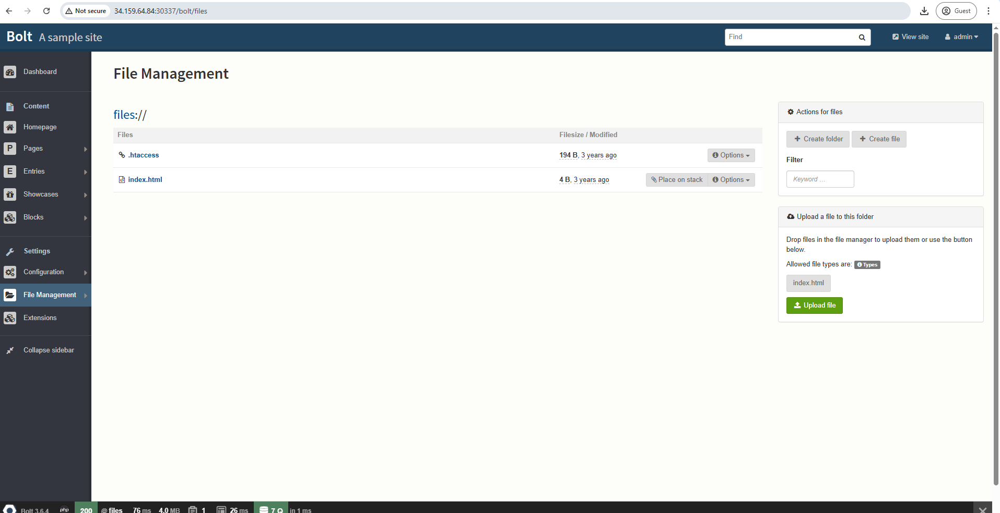 Not secure 34.159.64.84:30337/bolt/files Guest
Bolt A sample site Find View site admin
Dashboard
Content
Homepage
P Pages
E Entries
Showcases
Blocks
Settings
Configuration
File Management
Extensions
Collapse sidebar
File Management
files://
Files Filesize / Modified
.htaccess 194 B, 3 years ago Options
index.html 4 B, 3 years ago Place on stack Options
Actions for files
Create folder Create file
Filter
Keyword ...
Upload a file to this folder
Drop files in the file manager to upload them or use the button
below.
Allowed file types are: Types
index.html
Upload file
Bolt 3.6.4 php 200 @ files 76 ms 4.0 MB 1 26 ms 7 Q in 1 ms